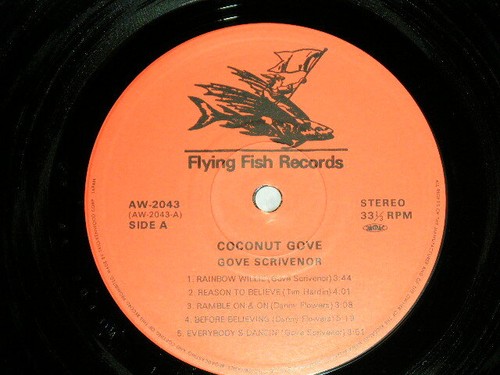 Flying Fish Records
AW-2043
(AW-2043-A)
SIDE A
STEREO
33⅓ RPM
COCONUT GOVE
GOVE SCRIVENOR
1. RAINBOW (Gove Scrivenor) 3:44
2. REASON TO BELIEVE (Tim Hardin) 4:01
3. RAMBLE ON & ON (Danny Flowers) 3:08
4. BEFORE BELIEVING (Danny Flowers)
5. EVERYBODY'S DANCIN' (Gove Scrivenor) 3:01